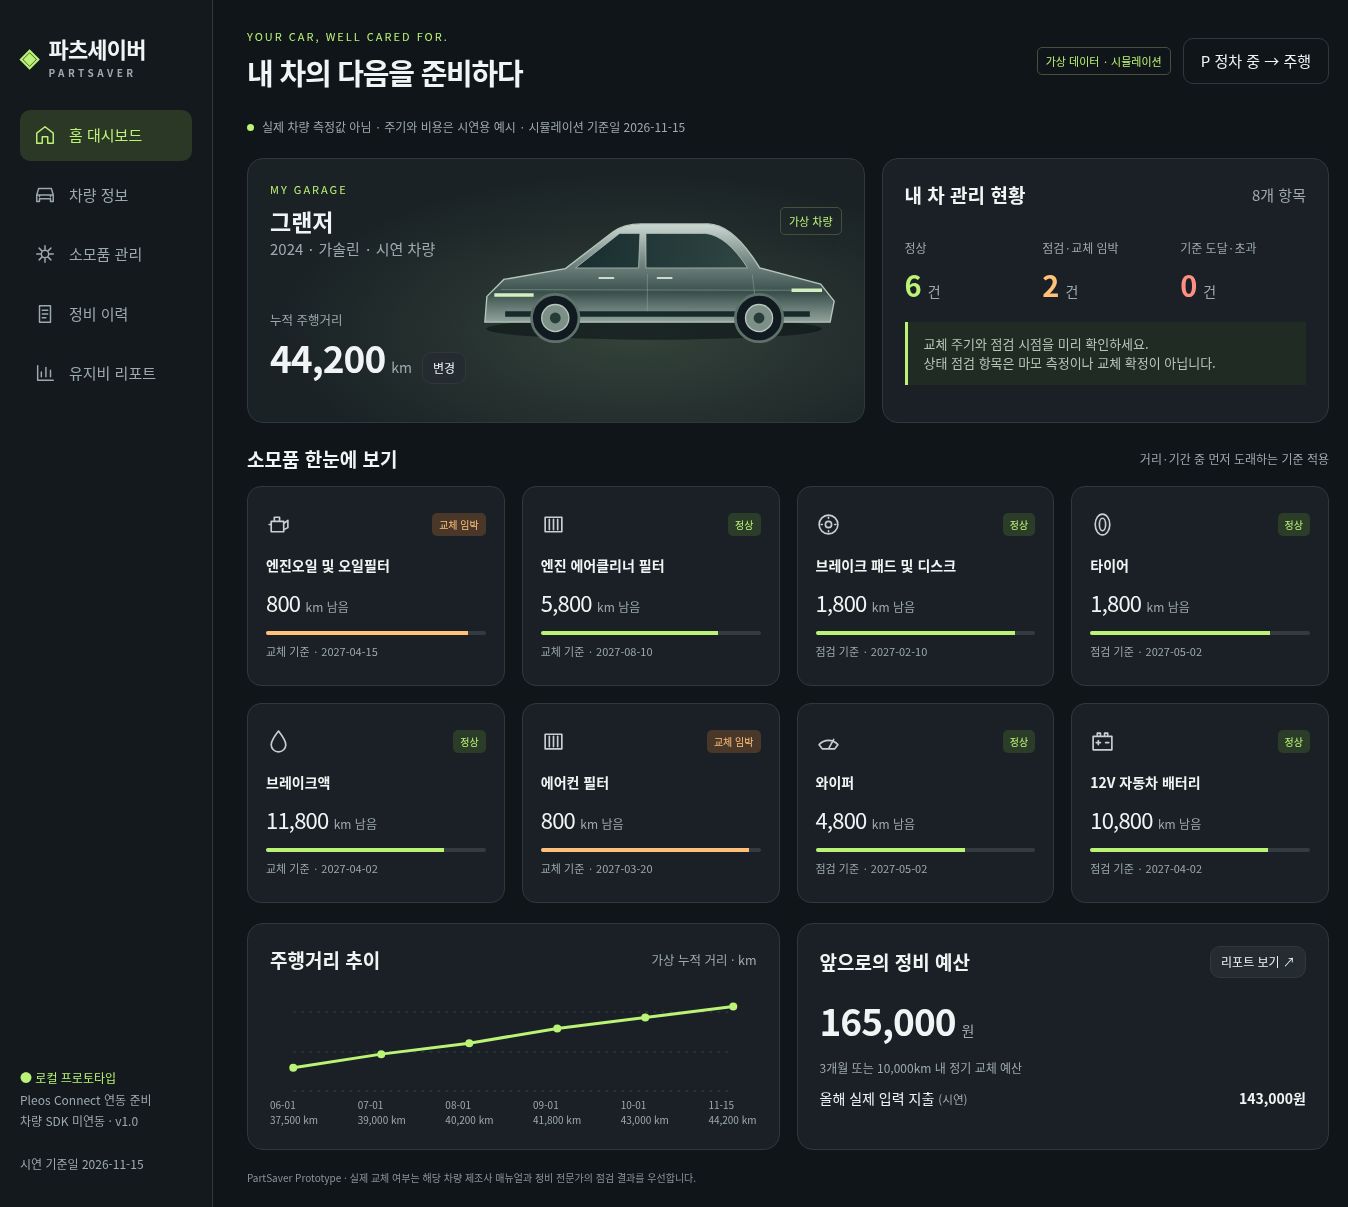 파츠세이버
PARTSAVER
홈 대시보드
차량 정보
소모품 관리
정비 이력
유지비 리포트
로컬 프로토타입
Pleos Connect 연동 준비
차량 SDK 미연동 · v1.0
시연 기준일 2026-11-15
YOUR CAR, WELL CARED FOR.
내 차의 다음을 준비하다
가상 데이터 · 시뮬레이션
P 정차 중 → 주행
실제 차량 측정값 아님 · 주기와 비용은 시연용 예시 · 시뮬레이션 기준일 2026-11-15
MY GARAGE
그랜저
2024 · 가솔린 · 시연 차량
가상 차량
누적 주행거리
44,200 km 변경
내 차 관리 현황 8개 항목
정상 점검·교체 임박 기준 도달·초과
6 건 2 건 0 건
교체 주기와 점검 시점을 미리 확인하세요.
상태 점검 항목은 마모 측정이나 교체 확정이 아닙니다.
소모품 한눈에 보기
거리·기간 중 먼저 도래하는 기준 적용
교체 임박
엔진오일 및 오일필터
800 km 남음
교체 기준 · 2027-04-15
정상
엔진 에어클리너 필터
5,800 km 남음
교체 기준 · 2027-08-10
정상
브레이크 패드 및 디스크
1,800 km 남음
점검 기준 · 2027-02-10
정상
타이어
1,800 km 남음
점검 기준 · 2027-05-02
정상
브레이크액
11,800 km 남음
교체 기준 · 2027-04-02
교체 임박
에어컨 필터
800 km 남음
교체 기준 · 2027-03-20
정상
와이퍼
4,800 km 남음
점검 기준 · 2027-05-02
정상
12V 자동차 배터리
10,800 km 남음
점검 기준 · 2027-04-02
주행거리 추이
가상 누적 거리 · km
06-01 07-01 08-01 09-01 10-01 11-15
37,500 km 39,000 km 40,200 km 41,800 km 43,000 km 44,200 km
앞으로의 정비 예산
리포트 보기 ↗
165,000 원
3개월 또는 10,000km 내 정기 교체 예산
올해 실제 입력 지출 (시연) 143,000원
PartSaver Prototype · 실제 교체 여부는 해당 차량 제조사 매뉴얼과 정비 전문가의 점검 결과를 우선합니다.